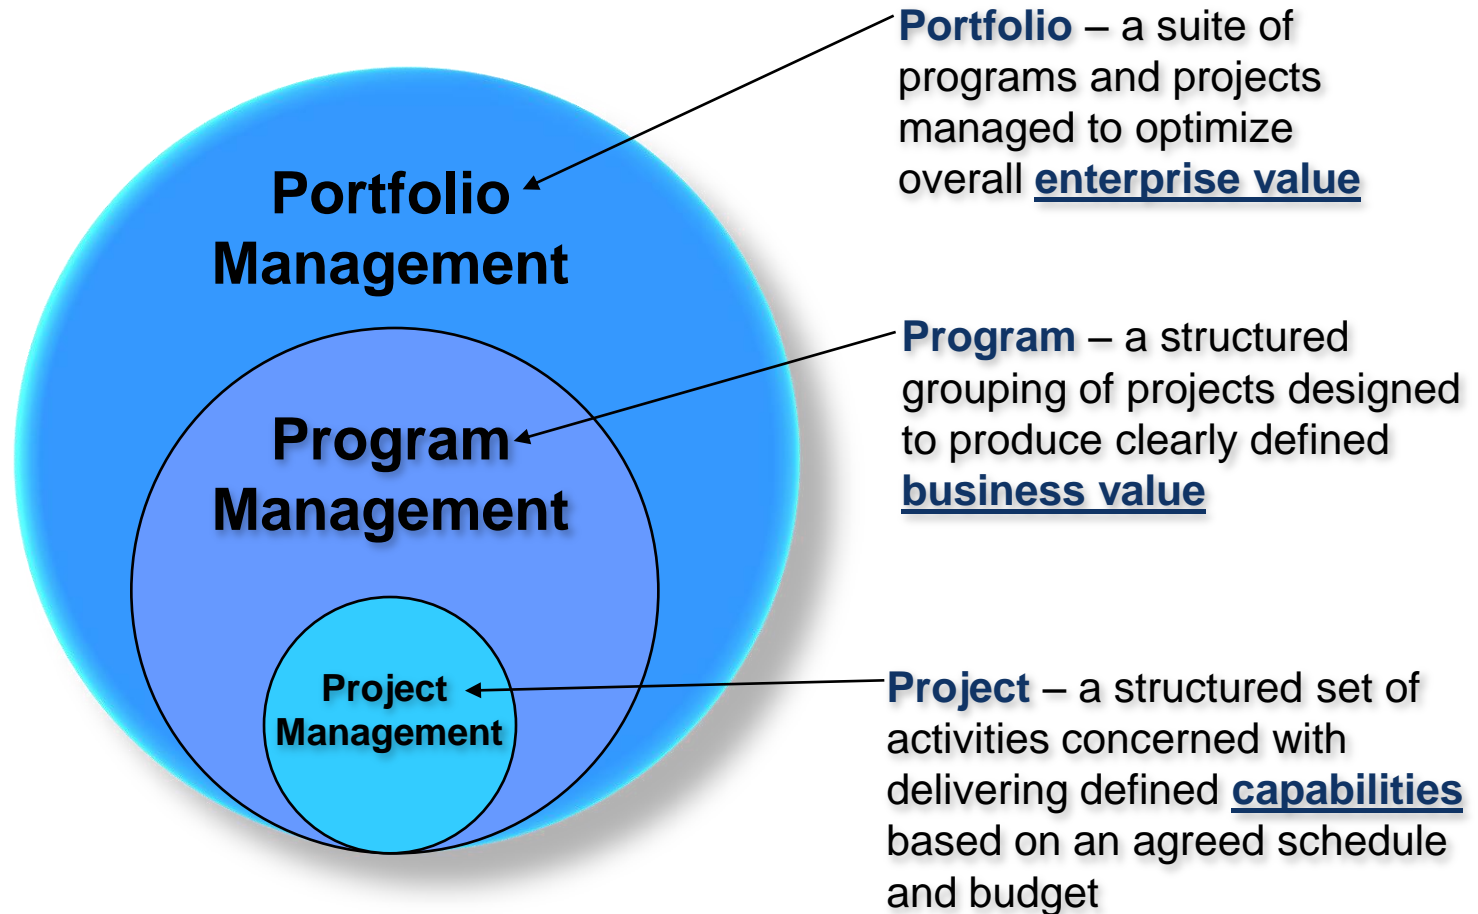 Portfolio – a suite of
programs and projects
managed to optimize
overall enterprise value
Portfolio
Management
Program – a structured
grouping of projects designed
to produce clearly defined
business value
Program
Management
Project – a structured set of
activities concerned with
delivering defined capabilities
based on an agreed schedule
and budget
Project
Management